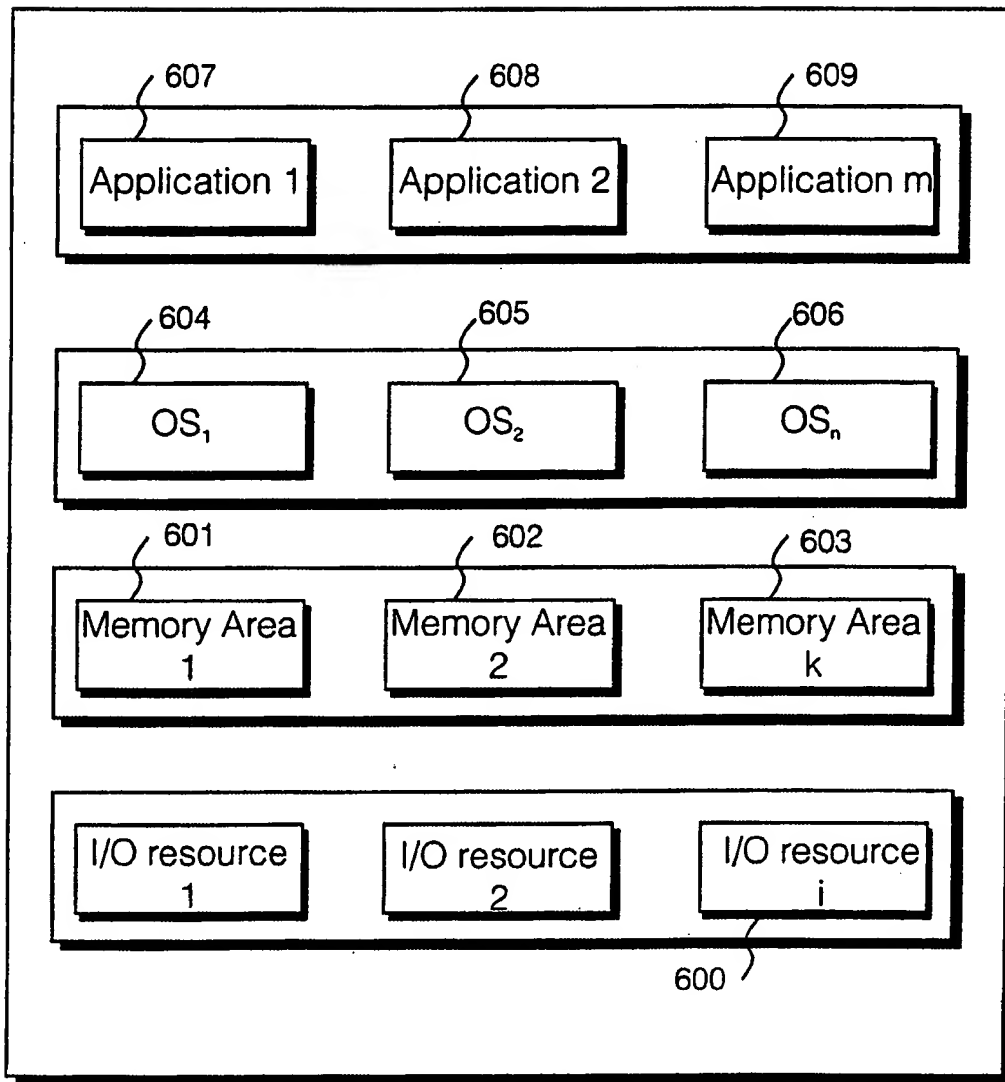 607 608 609
Application 1 Application 2 Application m
604 605 606
OS₁ OS₂ OSₙ
601 602 603
Memory Area Memory Area Memory Area
1 2 k
I/O resource I/O resource I/O resource
1 2 i
600